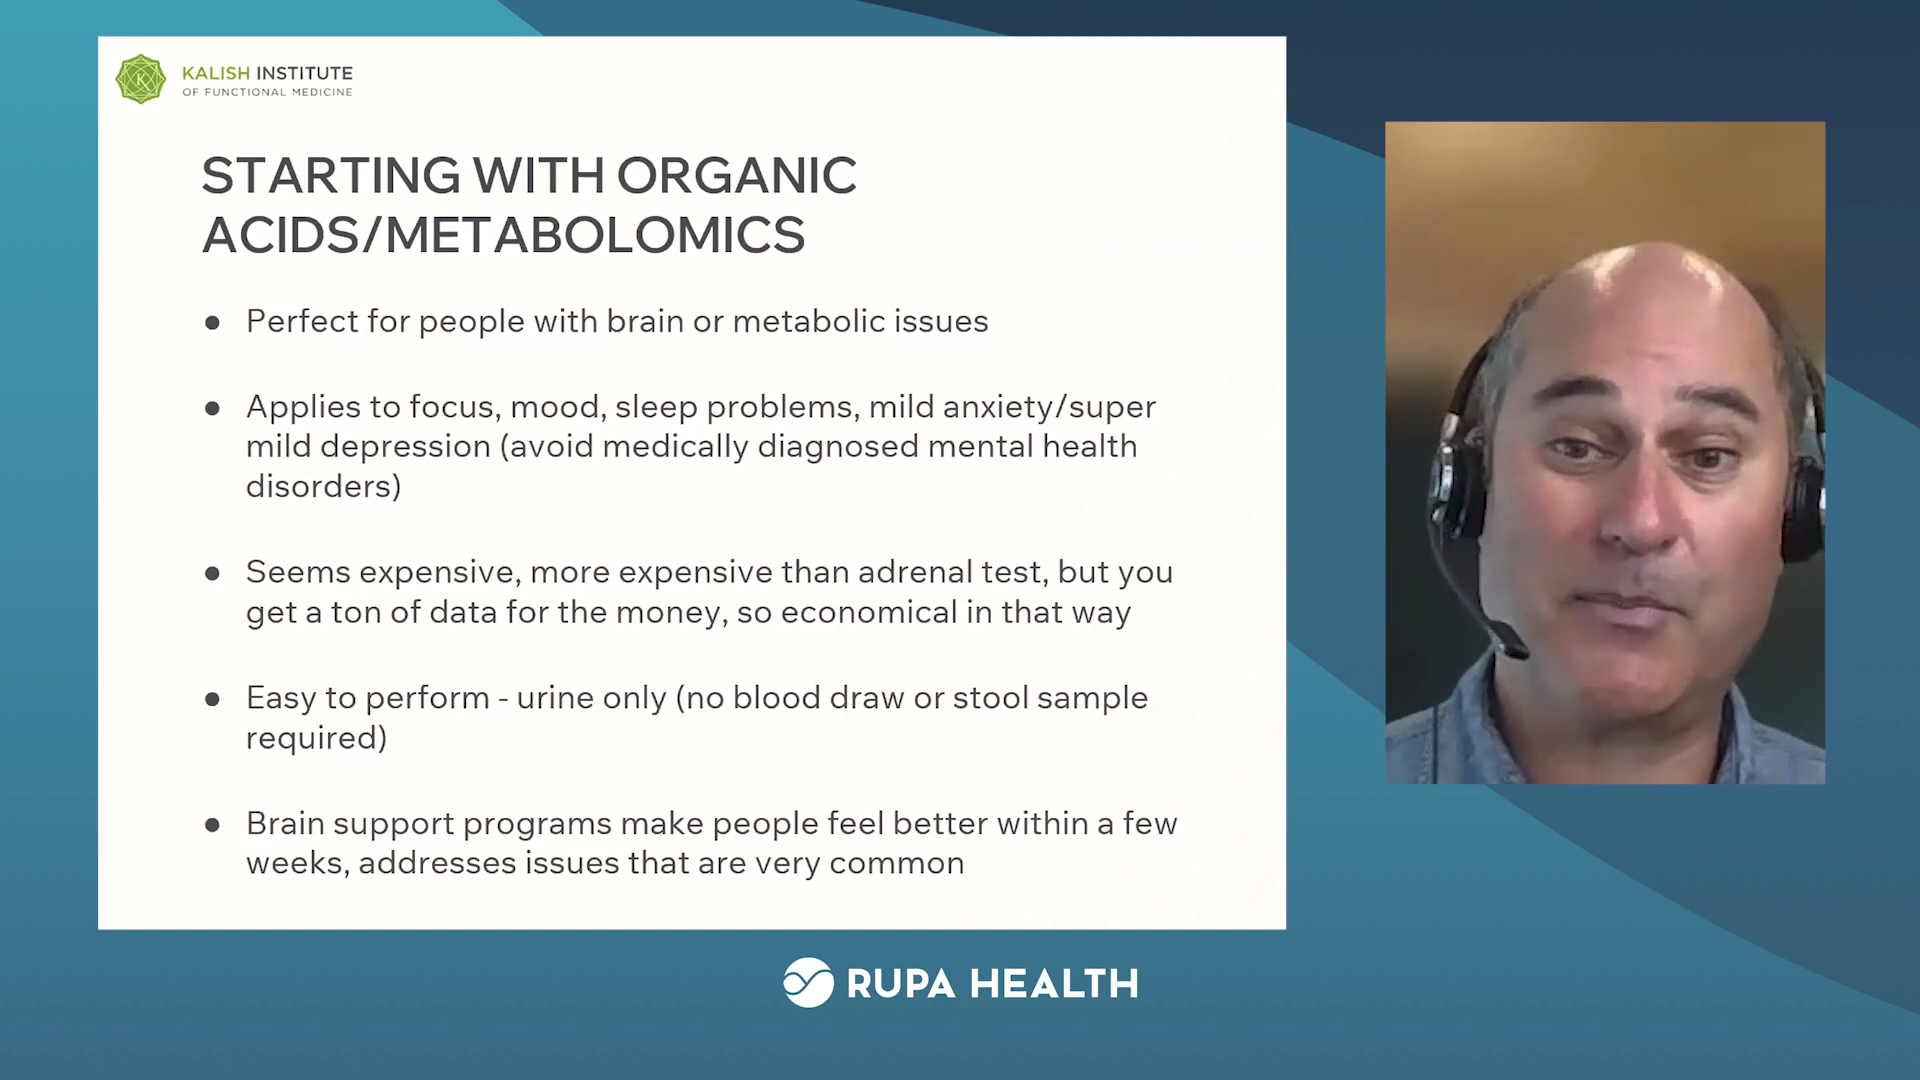 KALISH INSTITUTE
OF FUNCTIONAL MEDICINE
STARTING WITH ORGANIC
ACIDS/METABOLOMICS
● Perfect for people with brain or metabolic issues
● Applies to focus, mood, sleep problems, mild anxiety/super
mild depression (avoid medically diagnosed mental health
disorders)
● Seems expensive, more expensive than adrenal test, but you
get a ton of data for the money, so economical in that way
● Easy to perform - urine only (no blood draw or stool sample
required)
● Brain support programs make people feel better within a few
weeks, addresses issues that are very common
RUPA HEALTH